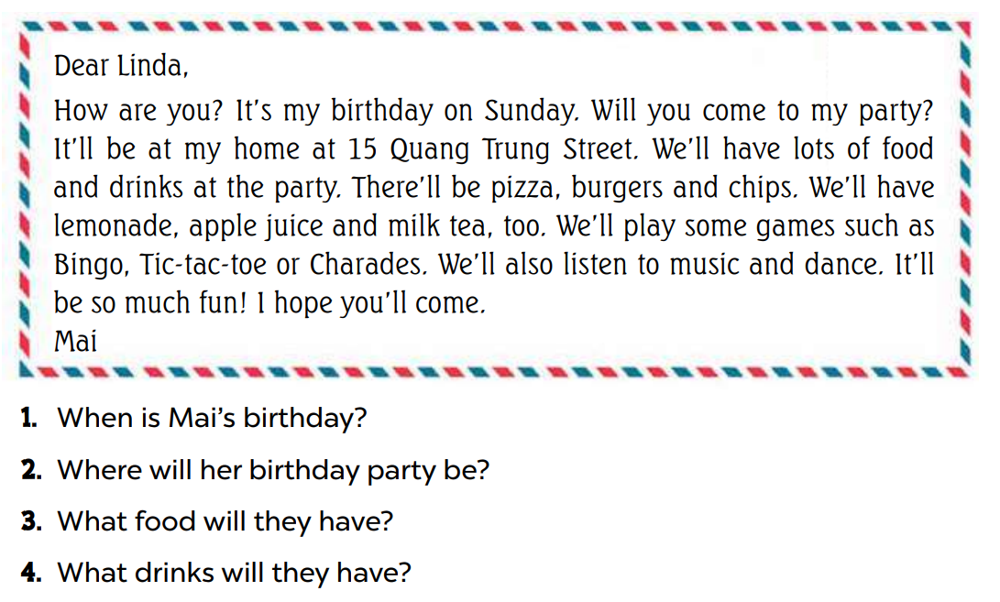 Dear Linda,
How are you? It's my birthday on Sunday. Will you come to my party?
It'll be at my home at 15 Quang Trung Street. We'll have lots of food
and drinks at the party. There'll be pizza, burgers and chips. We'll have
lemonade, apple juice and milk tea, too. We'll play some games such as
Bingo, Tic-tac-toe or Charades. We'll also listen to music and dance. It'll
be so much fun! I hope you'll come.
Mai
1. When is Mai's birthday?
2. Where will her birthday party be?
3. What food will they have?
4. What drinks will they have?